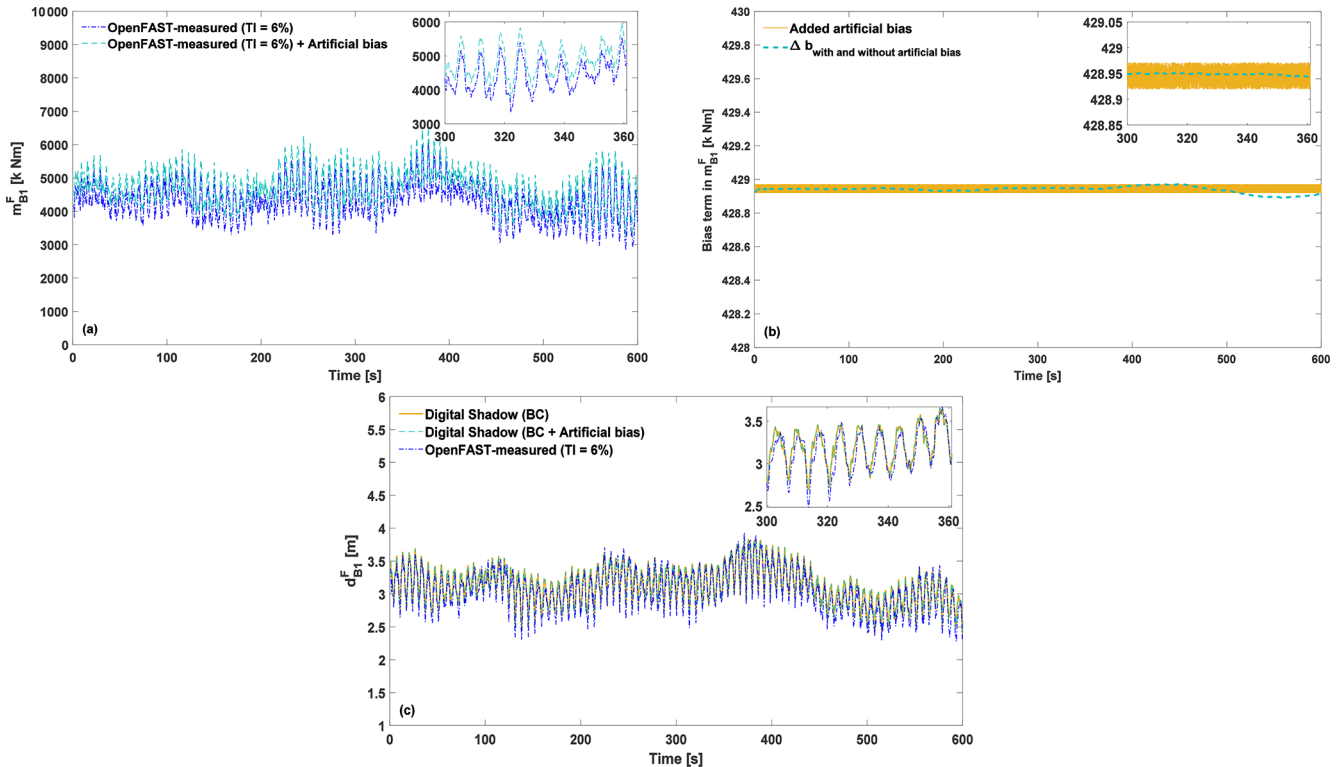 OpenFAST-measured (TI = 6%)
OpenFAST-measured (TI = 6%) + Artificial bias
10000
9000
8000
7000
6000
5000
4000
3000
2000
1000
0
m_B1^F [k Nm]
6000
5000
4000
3000
300 320 340 361
(a)
0 100 200 300 400 500 600
Time [s]
Added artificial bias
Δ b_with and without artificial bias
430
429.8
429.6
429.4
429.2
429
428.8
428.6
428.4
428.2
428
Bias term in m_B1^F [k Nm]
429.05
429
428.95
428.9
428.85
300 320 340 361
(b)
0 100 200 300 400 500 600
Time [s]
Digital Shadow (BC)
Digital Shadow (BC + Artificial bias)
OpenFAST-measured (TI = 6%)
6
5.5
5
4.5
4
3.5
3
2.5
2
1.5
1
d_B1^F [m]
3.5
3
2.5
300 320 340 361
(c)
0 100 200 300 400 500 600
Time [s]